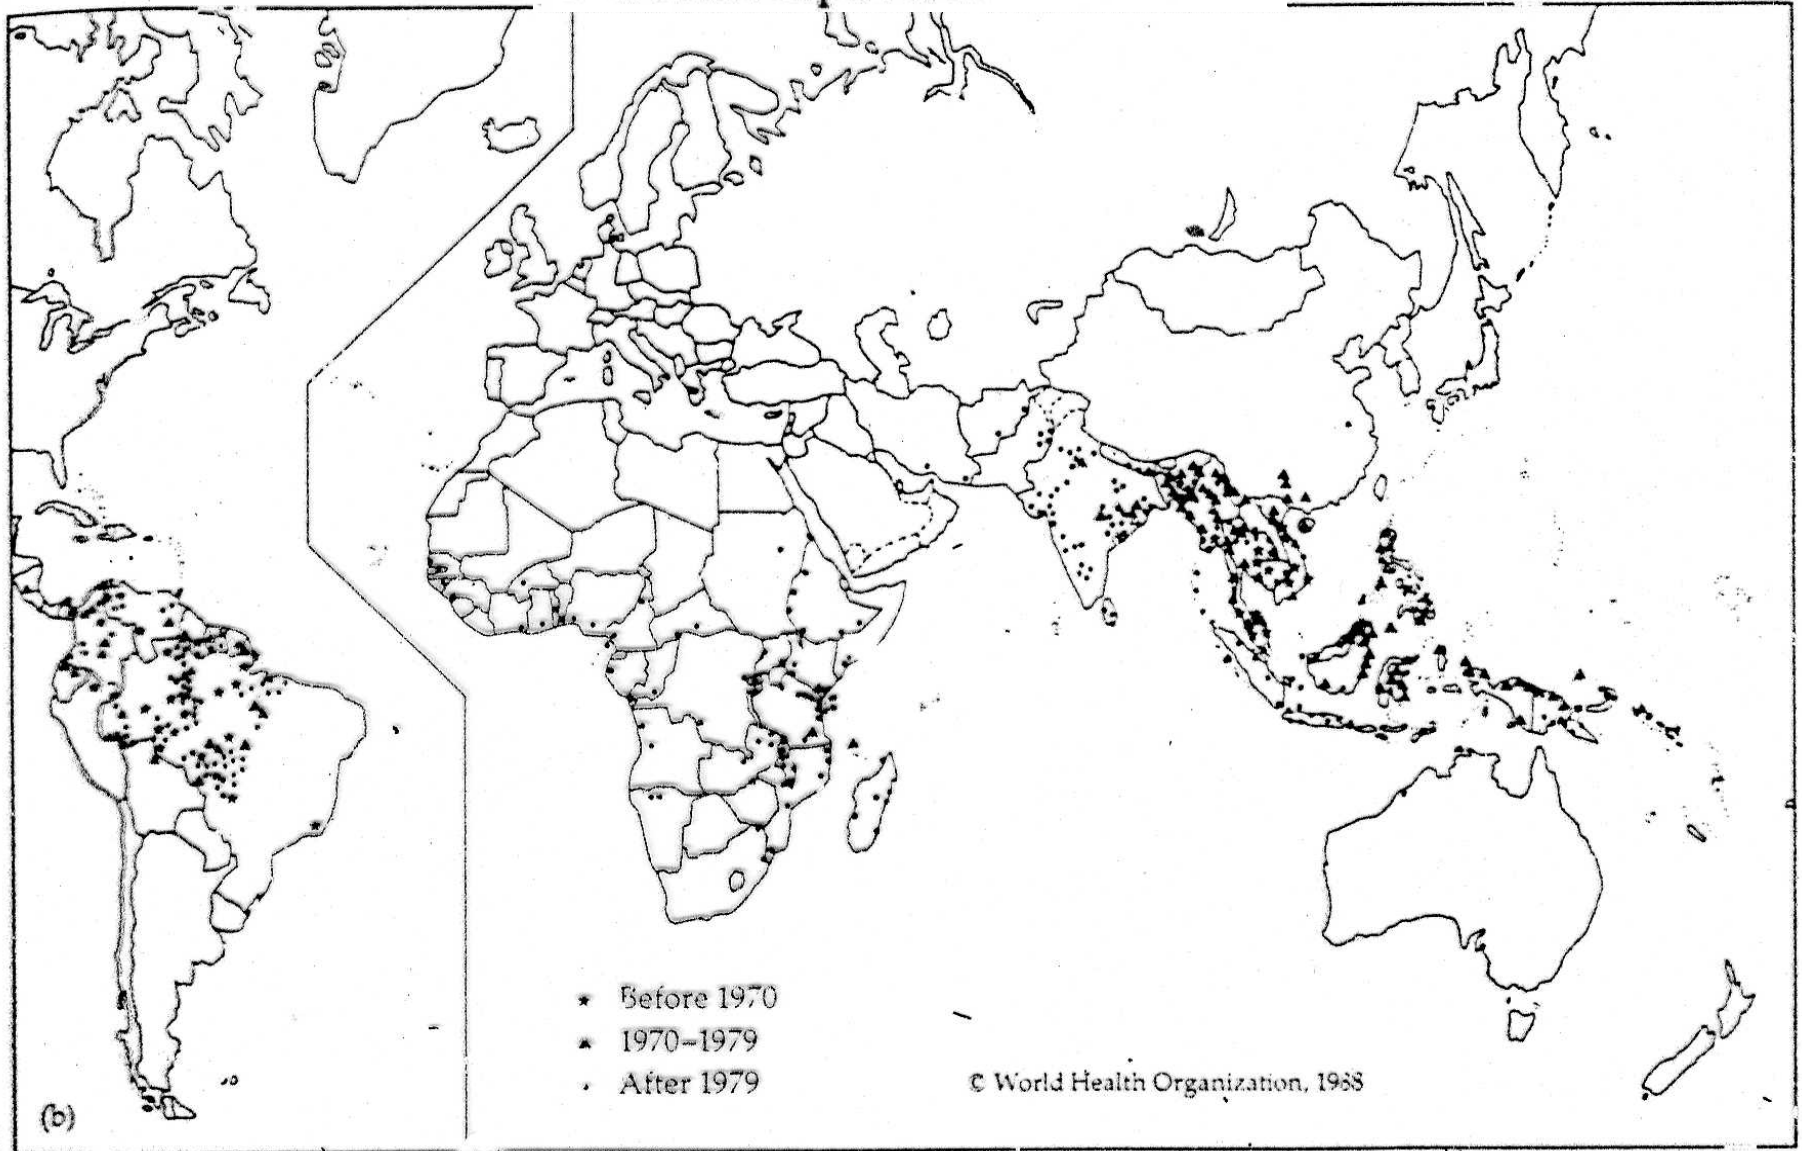 ★ Before 1970
▲ 1970–1979
• After 1979
© World Health Organization, 1988
(b)